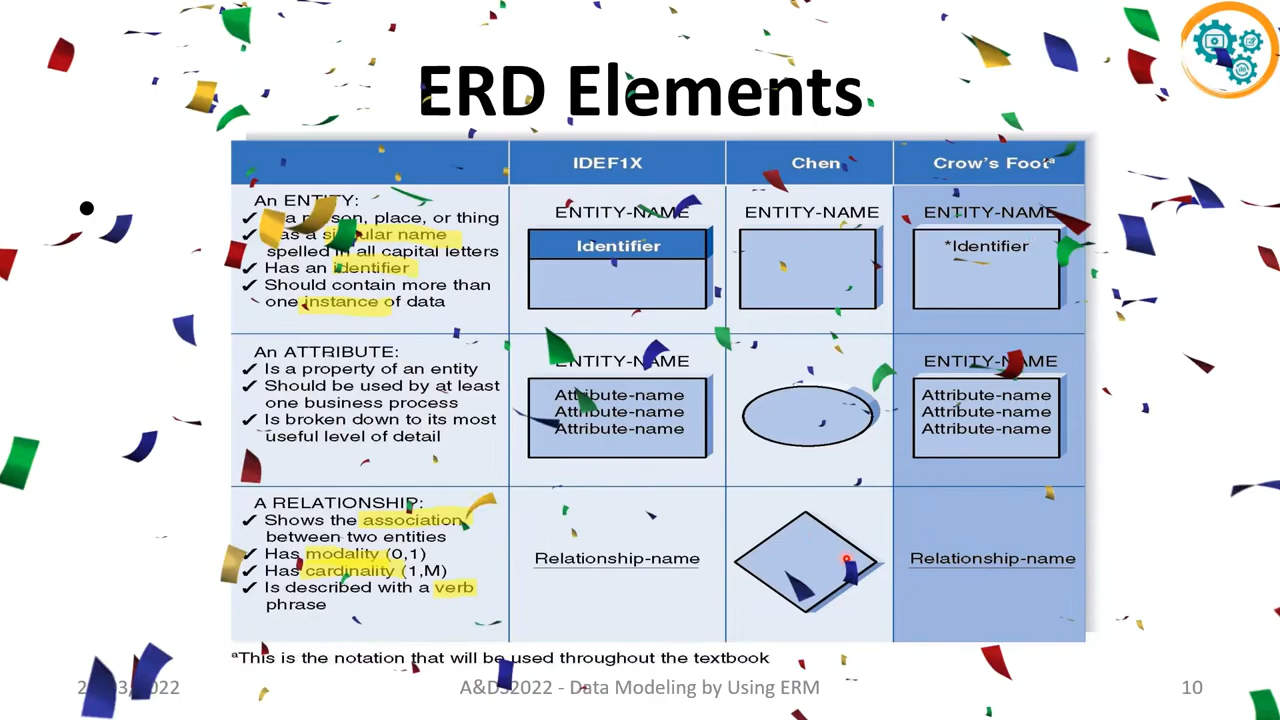 ERD Elements
IDEF1X
Chen
Crow's Footª
An ENTITY:
✓ a person, place, or thing
✓ Has a singular name
spelled in all capital letters
✓ Has an identifier
✓ Should contain more than
one instance of data
ENTITY-NAME
Identifier
ENTITY-NAME
ENTITY-NAME
*Identifier
An ATTRIBUTE:
✓ Is a property of an entity
✓ Should be used by at least
one business process
✓ Is broken down to its most
useful level of detail
ENTITY-NAME
Attribute-name
Attribute-name
Attribute-name
ENTITY-NAME
Attribute-name
Attribute-name
Attribute-name
A RELATIONSHIP:
✓ Shows the association
between two entities
✓ Has modality (0,1)
✓ Has cardinality (1,M)
✓ Is described with a verb
phrase
Relationship-name
Relationship-name
ªThis is the notation that will be used throughout the textbook
A&DS2022 - Data Modeling by Using ERM
10